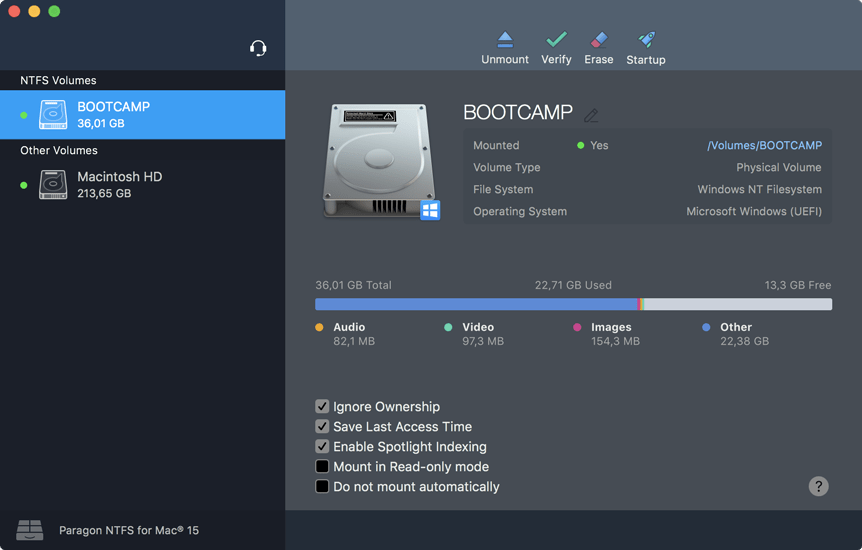 Unmount Verify Erase Startup
NTFS Volumes
BOOTCAMP
36,01 GB
Other Volumes
Macintosh HD
213,65 GB
BOOTCAMP
Mounted Yes /Volumes/BOOTCAMP
Volume Type Physical Volume
File System Windows NT Filesystem
Operating System Microsoft Windows (UEFI)
36,01 GB Total 22,71 GB Used 13,3 GB Free
Audio Video Images Other
82,1 MB 97,3 MB 154,3 MB 22,38 GB
Ignore Ownership
Save Last Access Time
Enable Spotlight Indexing
Mount in Read-only mode
Do not mount automatically
?
Paragon NTFS for Mac® 15